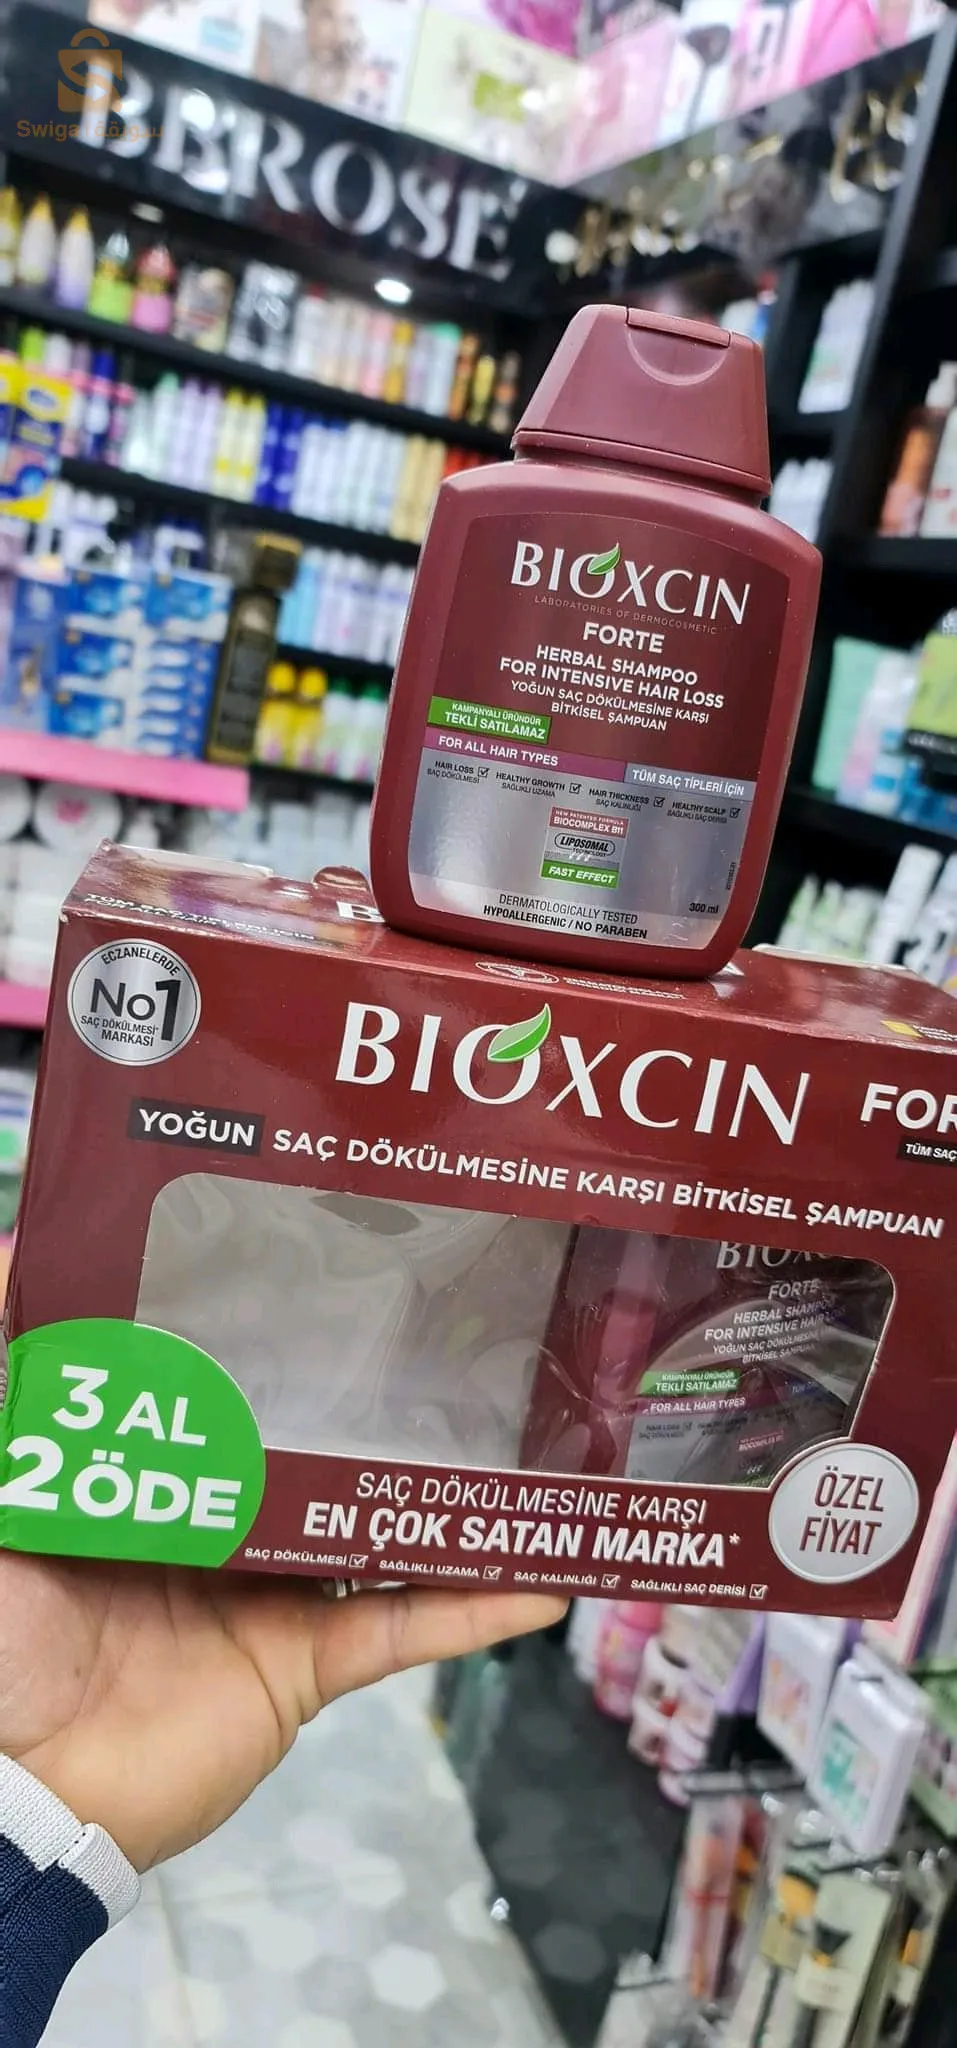 Swiga سويقة
BBROSE
BIOXCIN
LABORATORIES OF DERMOCOSMETIC
FORTE
HERBAL SHAMPOO
FOR INTENSIVE HAIR LOSS
YOĞUN SAÇ DÖKÜLMESİNE KARŞI
BİTKİSEL ŞAMPUAN
KAMPANYALI ÜRÜNDÜR
TEKLİ SATILAMAZ
FOR ALL HAIR TYPES
TÜM SAÇ TİPLERİ İÇİN
HAIR LOSS
SAÇ DÖKÜLMESİ
HEALTHY GROWTH
SAĞLIKLI UZAMA
HAIR THICKNESS
SAÇ KALINLIĞI
HEALTHY SCALP
SAĞLIKLI SAÇ DERİSİ
NEW PATENTED FORMULA
BIOCOMPLEX B11
LIPOSOMAL
TECHNOLOGY
FAST EFFECT
DERMATOLOGICALLY TESTED
HYPOALLERGENIC / NO PARABEN
300 ml
ECZANELERDE
No1
SAÇ DÖKÜLMESİ*
MARKASI
BIOXCIN
FOR
TÜM SAÇ
YOĞUN SAÇ DÖKÜLMESİNE KARŞI BİTKİSEL ŞAMPUAN
FORTE
HERBAL SHAMPOO
FOR INTENSIVE HAIR LOSS
YOĞUN SAÇ DÖKÜLMESİNE
BİTKİSEL ŞAMPUAN
KAMPANYALI ÜRÜNDÜR
TEKLİ SATILAMAZ
FOR ALL HAIR TYPES
BIOCOMPLEX B11
3 AL
2 ÖDE
SAÇ DÖKÜLMESİNE KARŞI
EN ÇOK SATAN MARKA*
ÖZEL
FİYAT
SAÇ DÖKÜLMESİ SAĞLIKLI UZAMA SAÇ KALINLIĞI SAĞLIKLI SAÇ DERİSİ